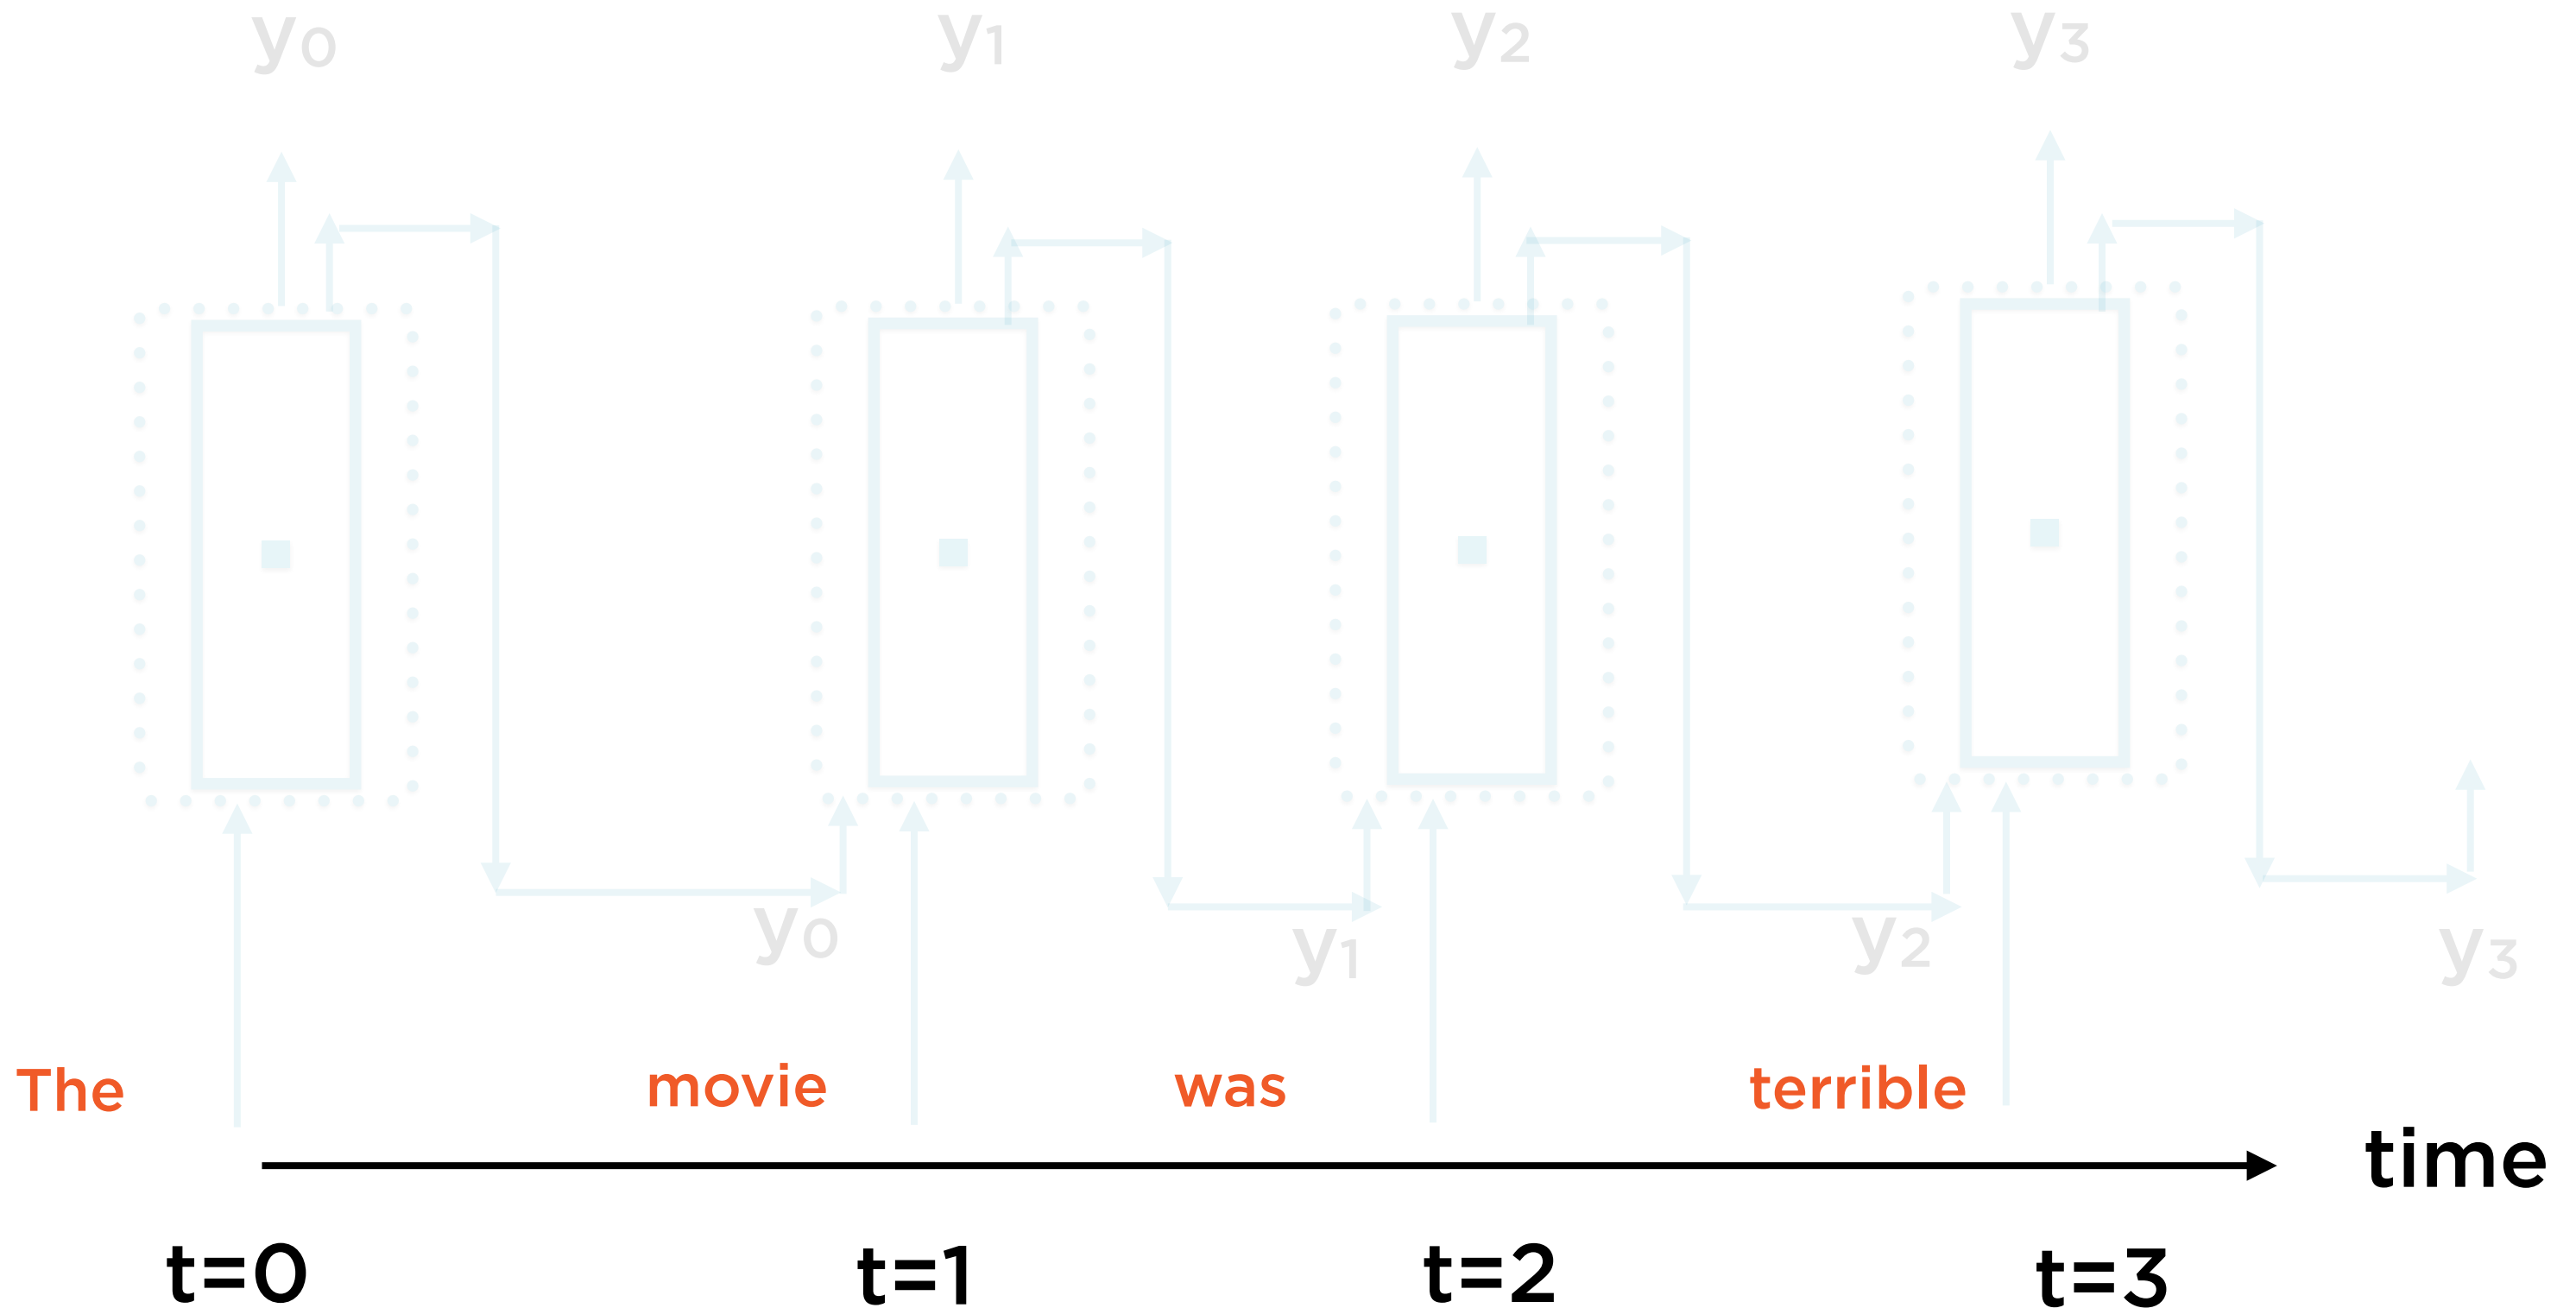 y0 y1 y2 y3
y0 y1 y2 y3
The movie was terrible
time
t=0 t=1 t=2 t=3